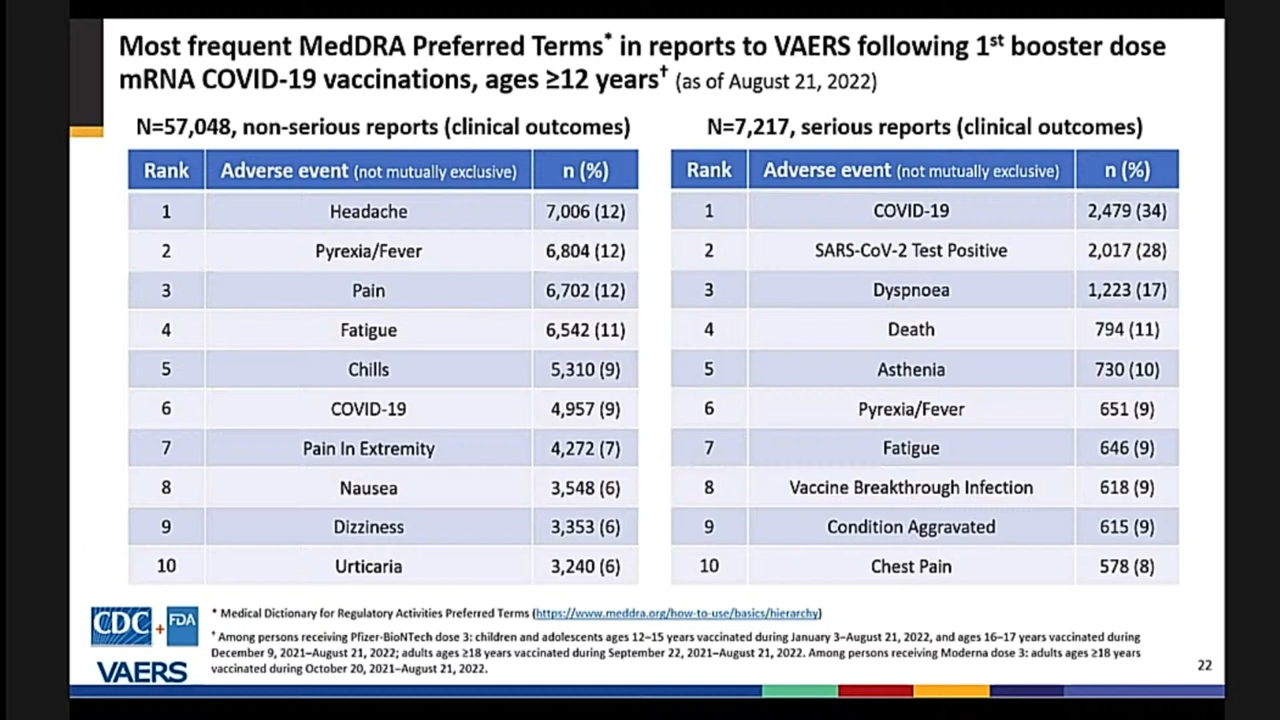 Most frequent MedDRA Preferred Terms* in reports to VAERS following 1st booster dose
mRNA COVID-19 vaccinations, ages ≥12 years† (as of August 21, 2022)
N=57,048, non-serious reports (clinical outcomes)
Rank Adverse event (not mutually exclusive) n (%)
1 Headache 7,006 (12)
2 Pyrexia/Fever 6,804 (12)
3 Pain 6,702 (12)
4 Fatigue 6,542 (11)
5 Chills 5,310 (9)
6 COVID-19 4,957 (9)
7 Pain In Extremity 4,272 (7)
8 Nausea 3,548 (6)
9 Dizziness 3,353 (6)
10 Urticaria 3,240 (6)
N=7,217, serious reports (clinical outcomes)
Rank Adverse event (not mutually exclusive) n (%)
1 COVID-19 2,479 (34)
2 SARS-CoV-2 Test Positive 2,017 (28)
3 Dyspnoea 1,223 (17)
4 Death 794 (11)
5 Asthenia 730 (10)
6 Pyrexia/Fever 651 (9)
7 Fatigue 646 (9)
8 Vaccine Breakthrough Infection 618 (9)
9 Condition Aggravated 615 (9)
10 Chest Pain 578 (8)
CDC + FDA
VAERS
* Medical Dictionary for Regulatory Activities Preferred Terms (https://www.meddra.org/how-to-use/basics/hierarchy)
† Among persons receiving Pfizer-BioNTech dose 3: children and adolescents ages 12–15 years vaccinated during January 3–August 21, 2022, and ages 16–17 years vaccinated during
December 9, 2021–August 21, 2022; adults ages ≥18 years vaccinated during September 22, 2021–August 21, 2022. Among persons receiving Moderna dose 3: adults ages ≥18 years
vaccinated during October 20, 2021–August 21, 2022.
22